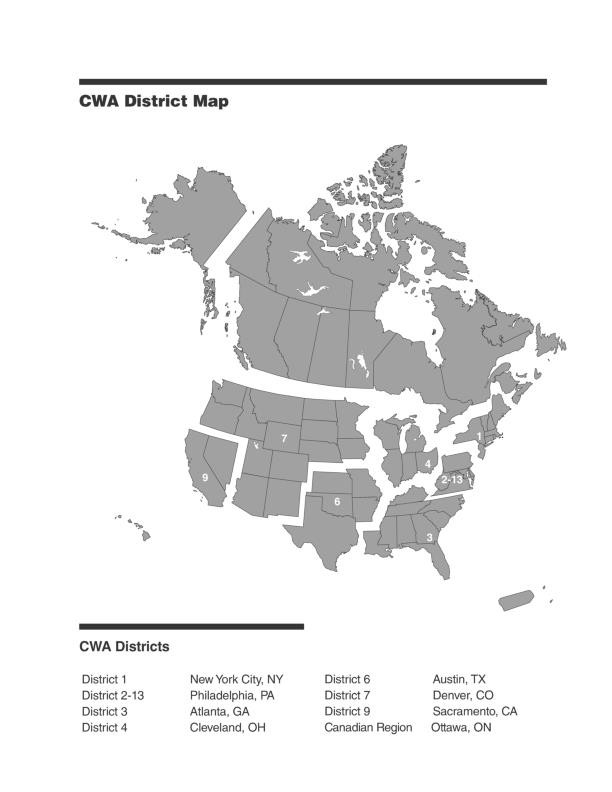 CWA District Map
7
1
9
4
2-13
6
3
CWA Districts
District 1 New York City, NY District 6 Austin, TX
District 2-13 Philadelphia, PA District 7 Denver, CO
District 3 Atlanta, GA District 9 Sacramento, CA
District 4 Cleveland, OH Canadian Region Ottawa, ON